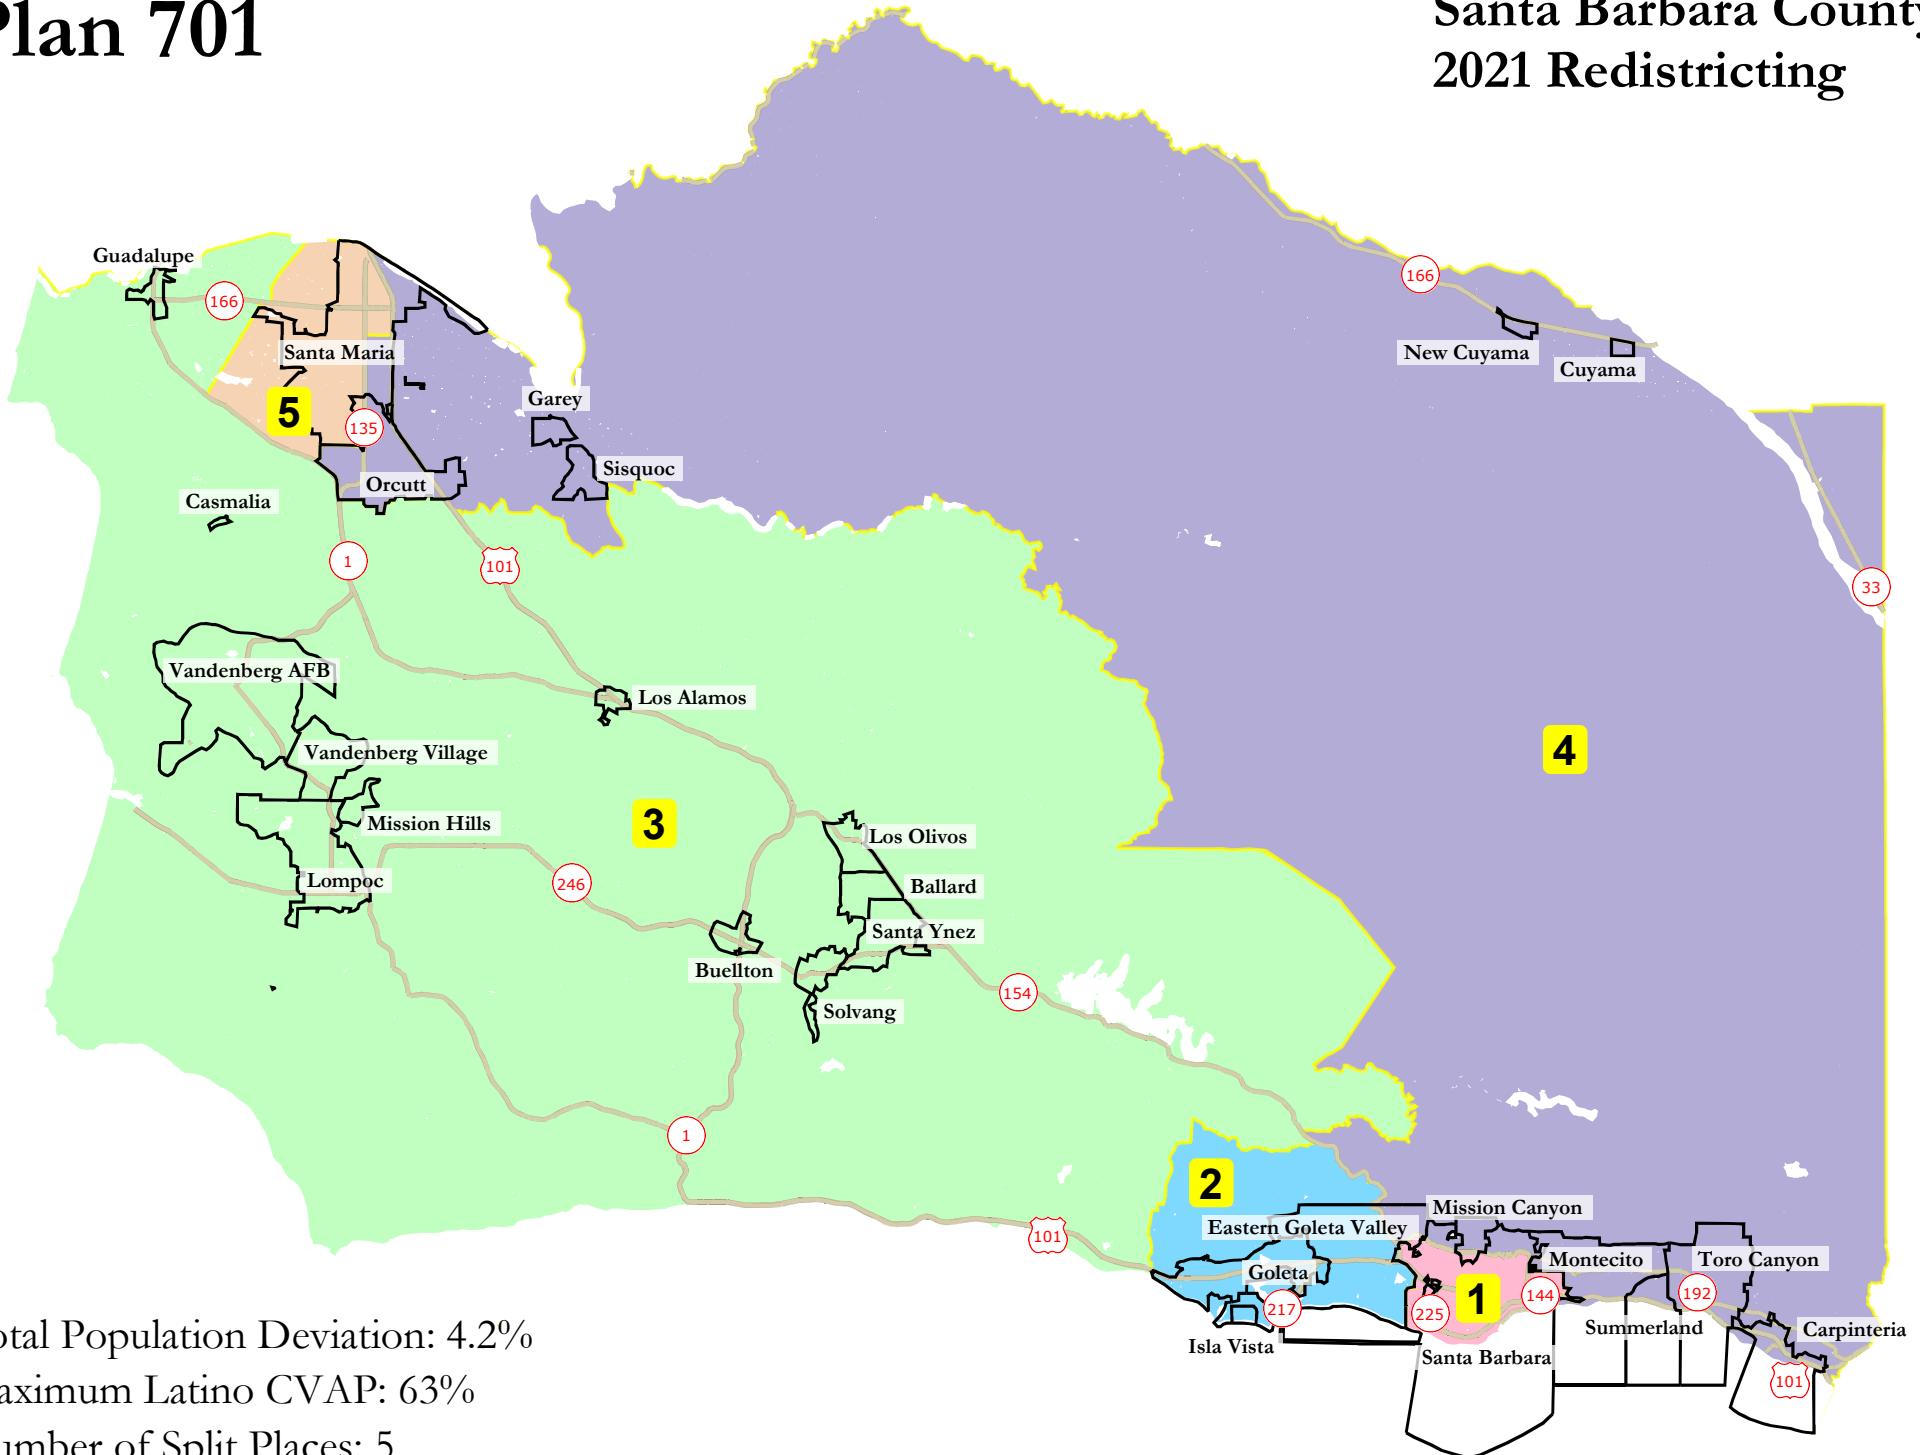 Plan 701
Santa Barbara County
2021 Redistricting
Guadalupe
166
166
Santa Maria
New Cuyama
Cuyama
5
135
Garey
Sisquoc
Orcutt
Casmalia
1
101
33
Vandenberg AFB
Los Alamos
Vandenberg Village
4
3
Mission Hills
Los Olivos
Lompoc
246
Ballard
Santa Ynez
Buellton
154
Solvang
1
2
Mission Canyon
Eastern Goleta Valley
101
Montecito
Toro Canyon
Goleta
1
144
192
217
225
Summerland
Carpinteria
Isla Vista
Santa Barbara
101
otal Population Deviation: 4.2%
aximum Latino CVAP: 63%
umber of Split Places: 5